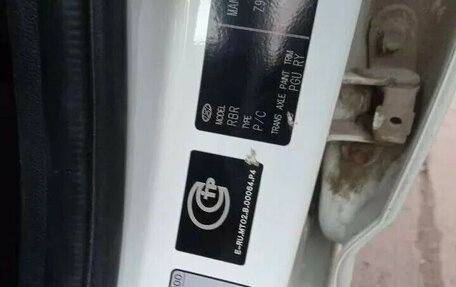 MODEL
RBR
TYPE
P/C
TRANS AXLE PAINT TRIM
PGU RY
E-RU.MT02.B.00084.P4